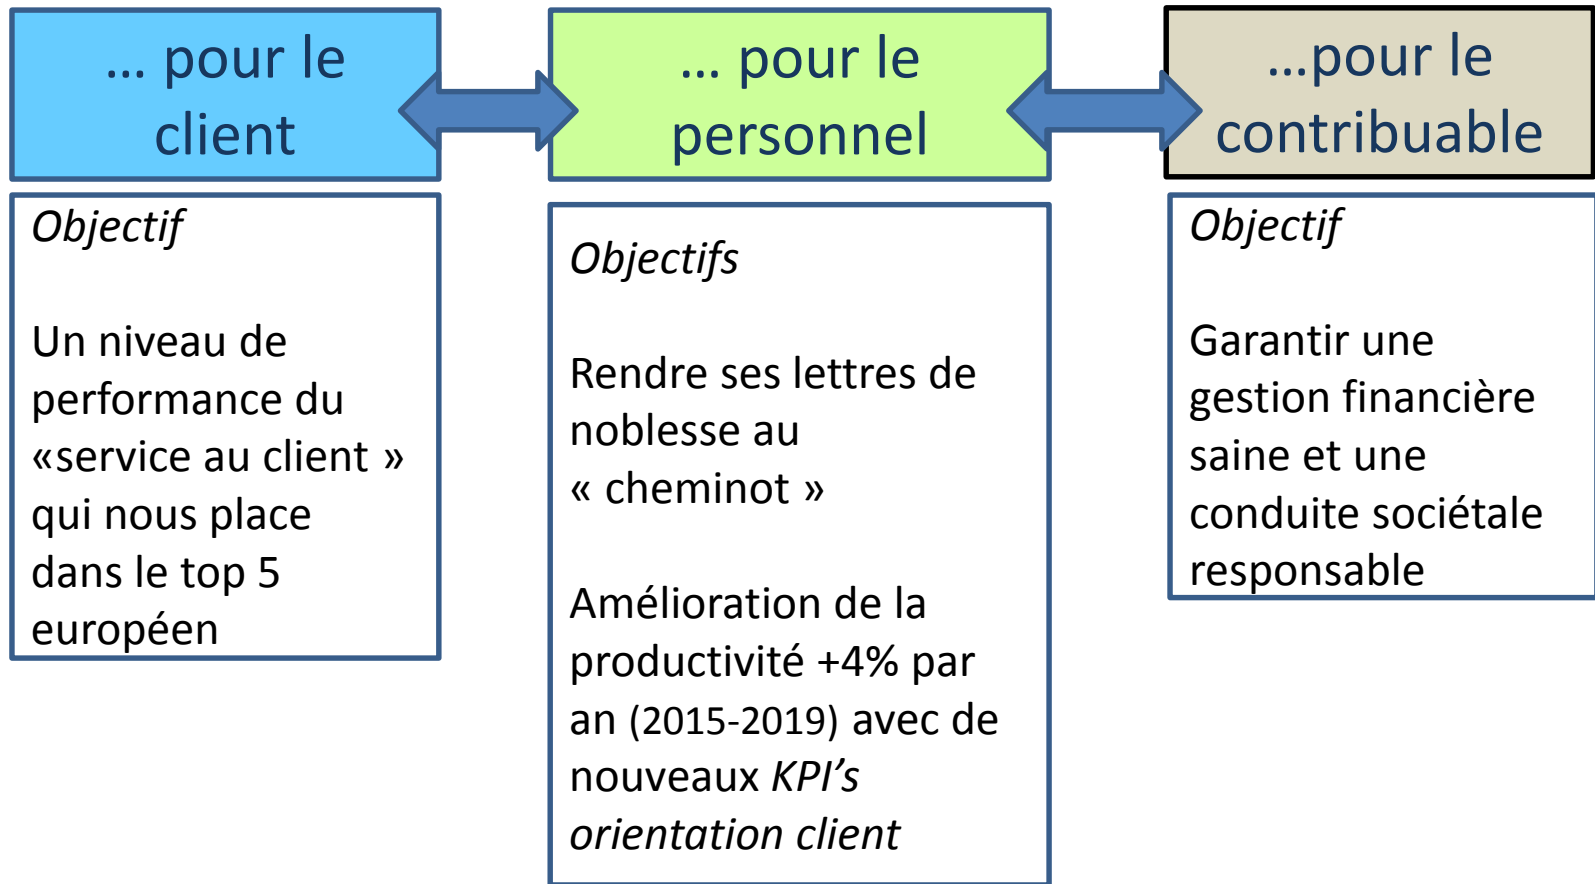 ... pour le
client
Objectif
Un niveau de
performance du
«service au client »
qui nous place
dans le top 5
européen
... pour le
personnel
Objectifs
Rendre ses lettres de
noblesse au
« cheminot »
Amélioration de la
productivité +4% par
an (2015-2019) avec de
nouveaux KPI’s
orientation client
...pour le
contribuable
Objectif
Garantir une
gestion financière
saine et une
conduite sociétale
responsable